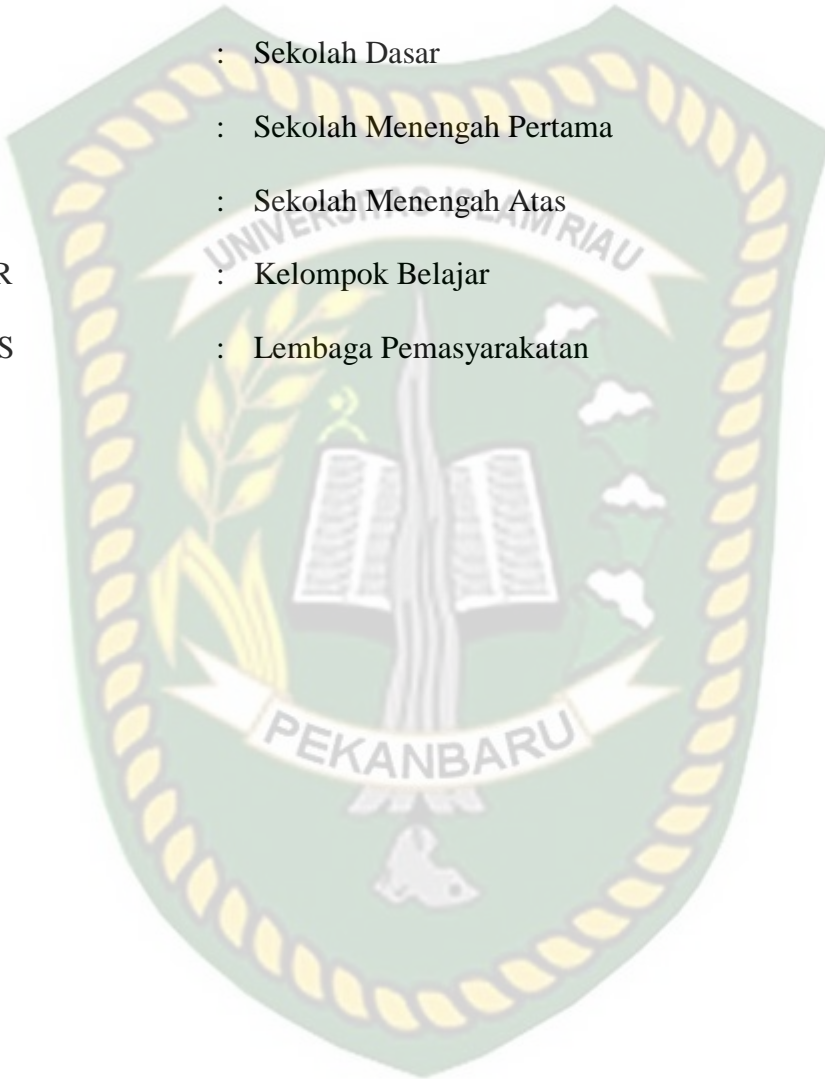 : Sekolah Dasar
: Sekolah Menengah Pertama
: Sekolah Menengah Atas
UNIVERSITAS ISLAM RIAU
R : Kelompok Belajar
S : Lembaga Pemasyarakatan
PEKANBARU